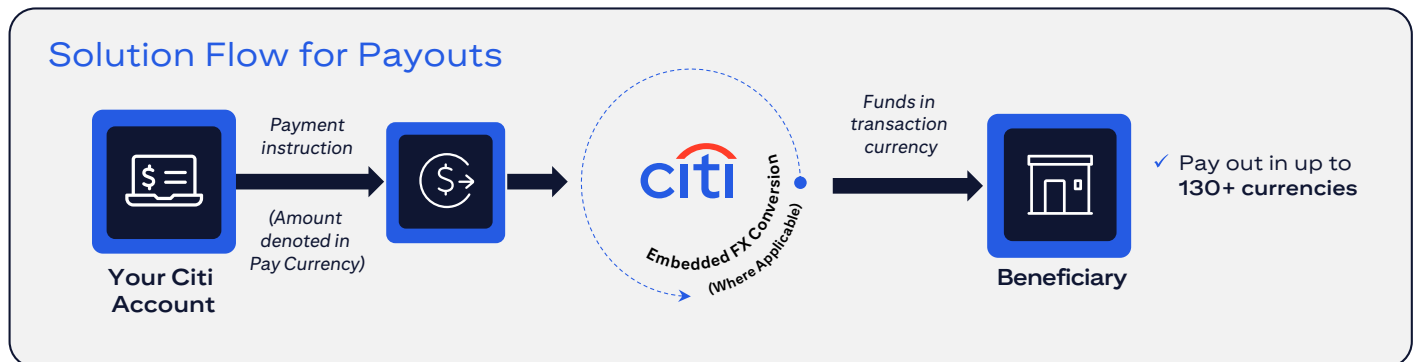 Solution Flow for Payouts
Payment
instruction
(Amount
denoted in
Pay Currency)
Your Citi
Account
$
$
citi
Embedded FX Conversion
(Where Applicable)
Funds in
transaction
currency
Beneficiary
✓ Pay out in up to
130+ currencies